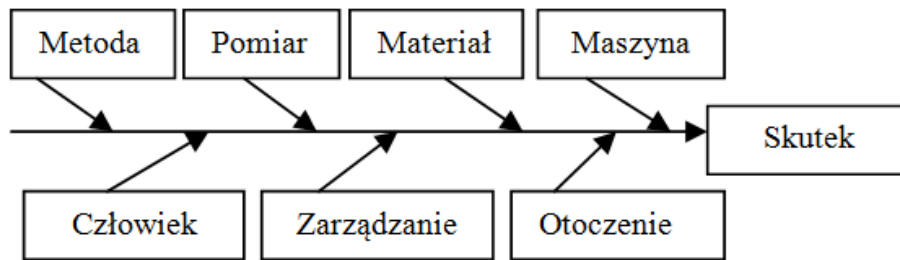 Metoda
Pomiar
Materiał
Maszyna
Skutek
Człowiek
Zarządzanie
Otoczenie